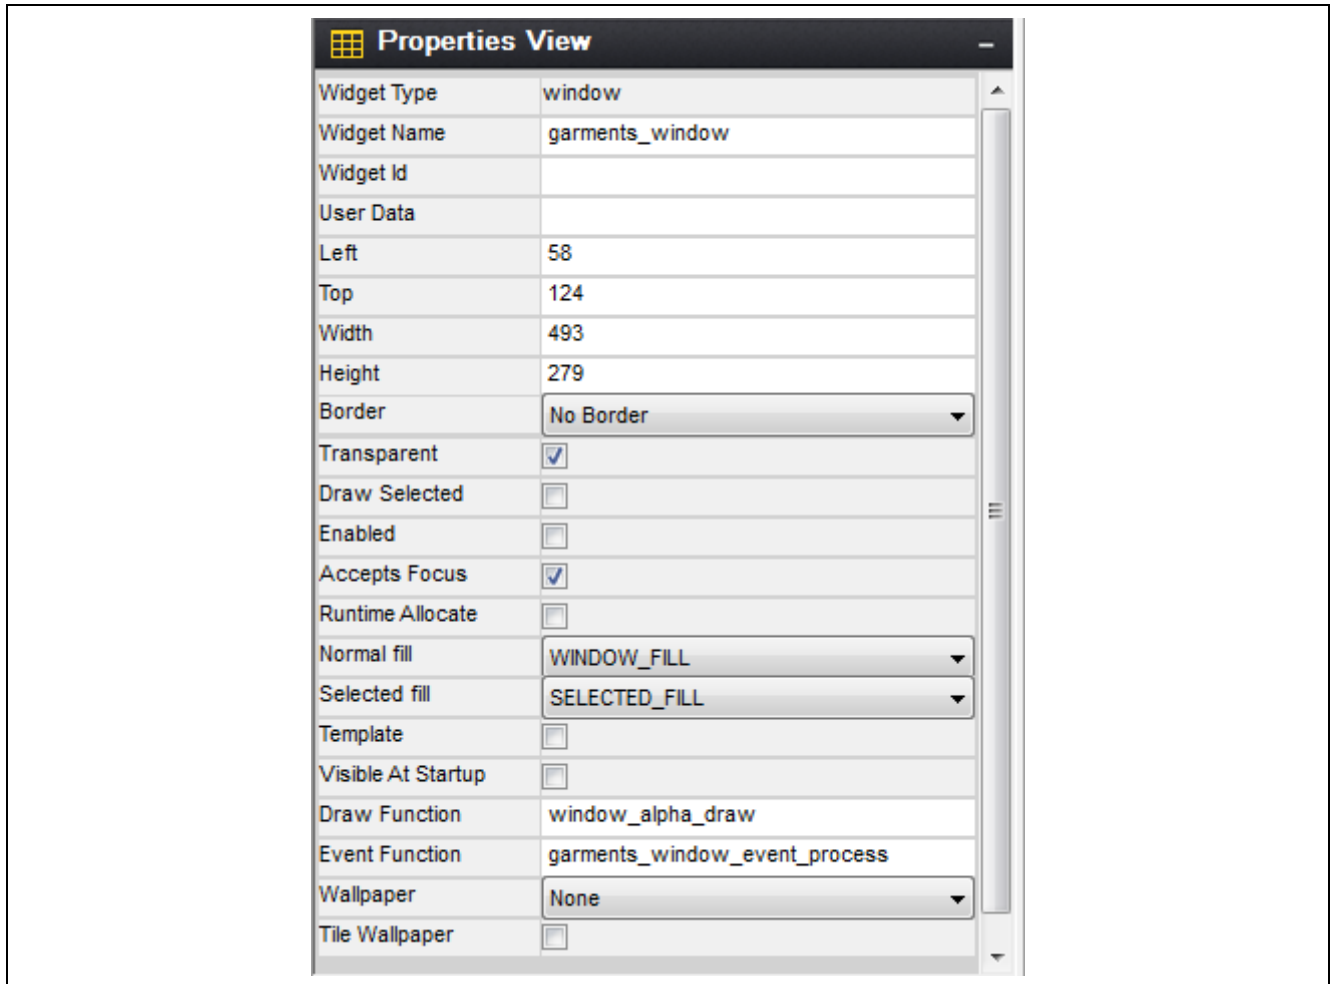 Properties View
Widget Type window
Widget Name garments_window
Widget Id
User Data
Left 58
Top 124
Width 493
Height 279
Border No Border
Transparent
Draw Selected
Enabled
Accepts Focus
Runtime Allocate
Normal fill WINDOW_FILL
Selected fill SELECTED_FILL
Template
Visible At Startup
Draw Function window_alpha_draw
Event Function garments_window_event_process
Wallpaper None
Tile Wallpaper